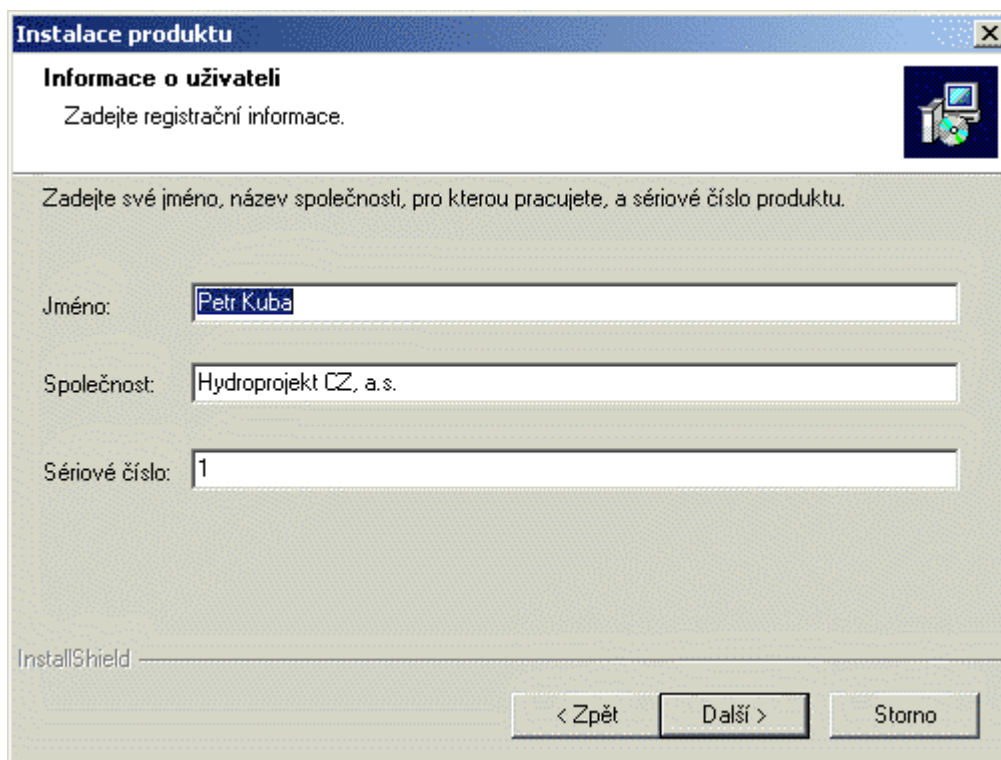 Instalace produktu
Informace o uživateli
Zadejte registrační informace.
Zadejte své jméno, název společnosti, pro kterou pracujete, a sériové číslo produktu.
Jméno: Petr Kuba
Společnost: Hydroprojekt CZ, a.s.
Sériové číslo: 1
InstallShield
< Zpět Další > Storno